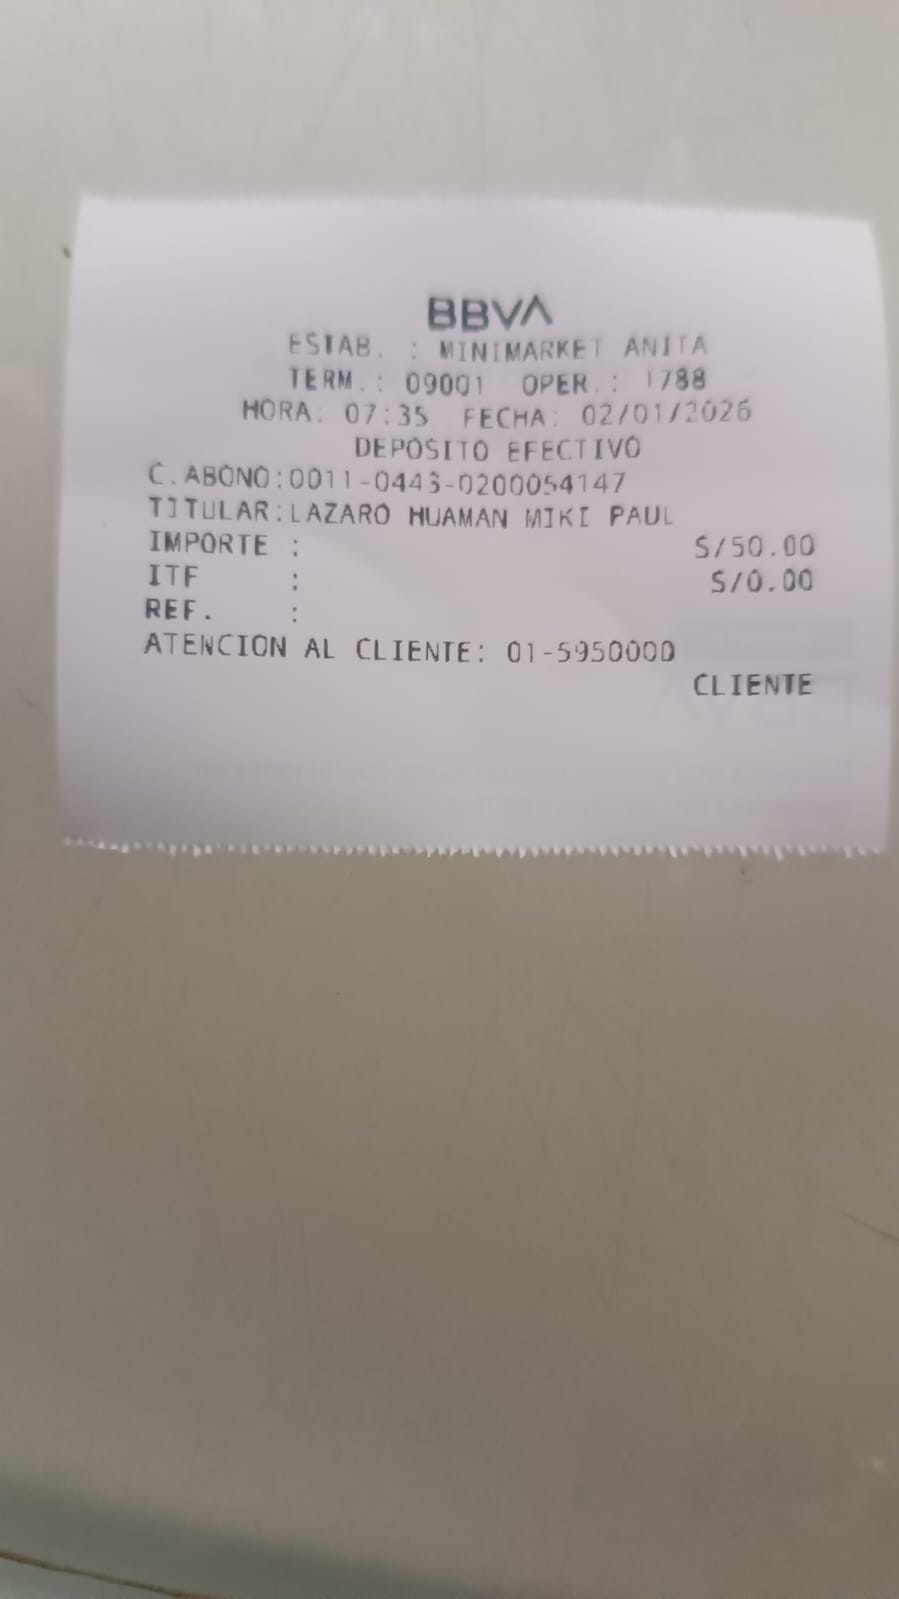 BBVA
ESTAB. : MINIMARKET ANITA
TERM.: 09001 OPER.: 1788
HORA: 07:35 FECHA: 02/01/2026
DEPOSITO EFECTIVO
C.ABONO:0011-0443-0200054147
TITULAR:LAZARO HUAMAN MIKI PAUL
IMPORTE : S/50.00
ITF : S/0.00
REF. :
ATENCION AL CLIENTE: 01-5950000
CLIENTE